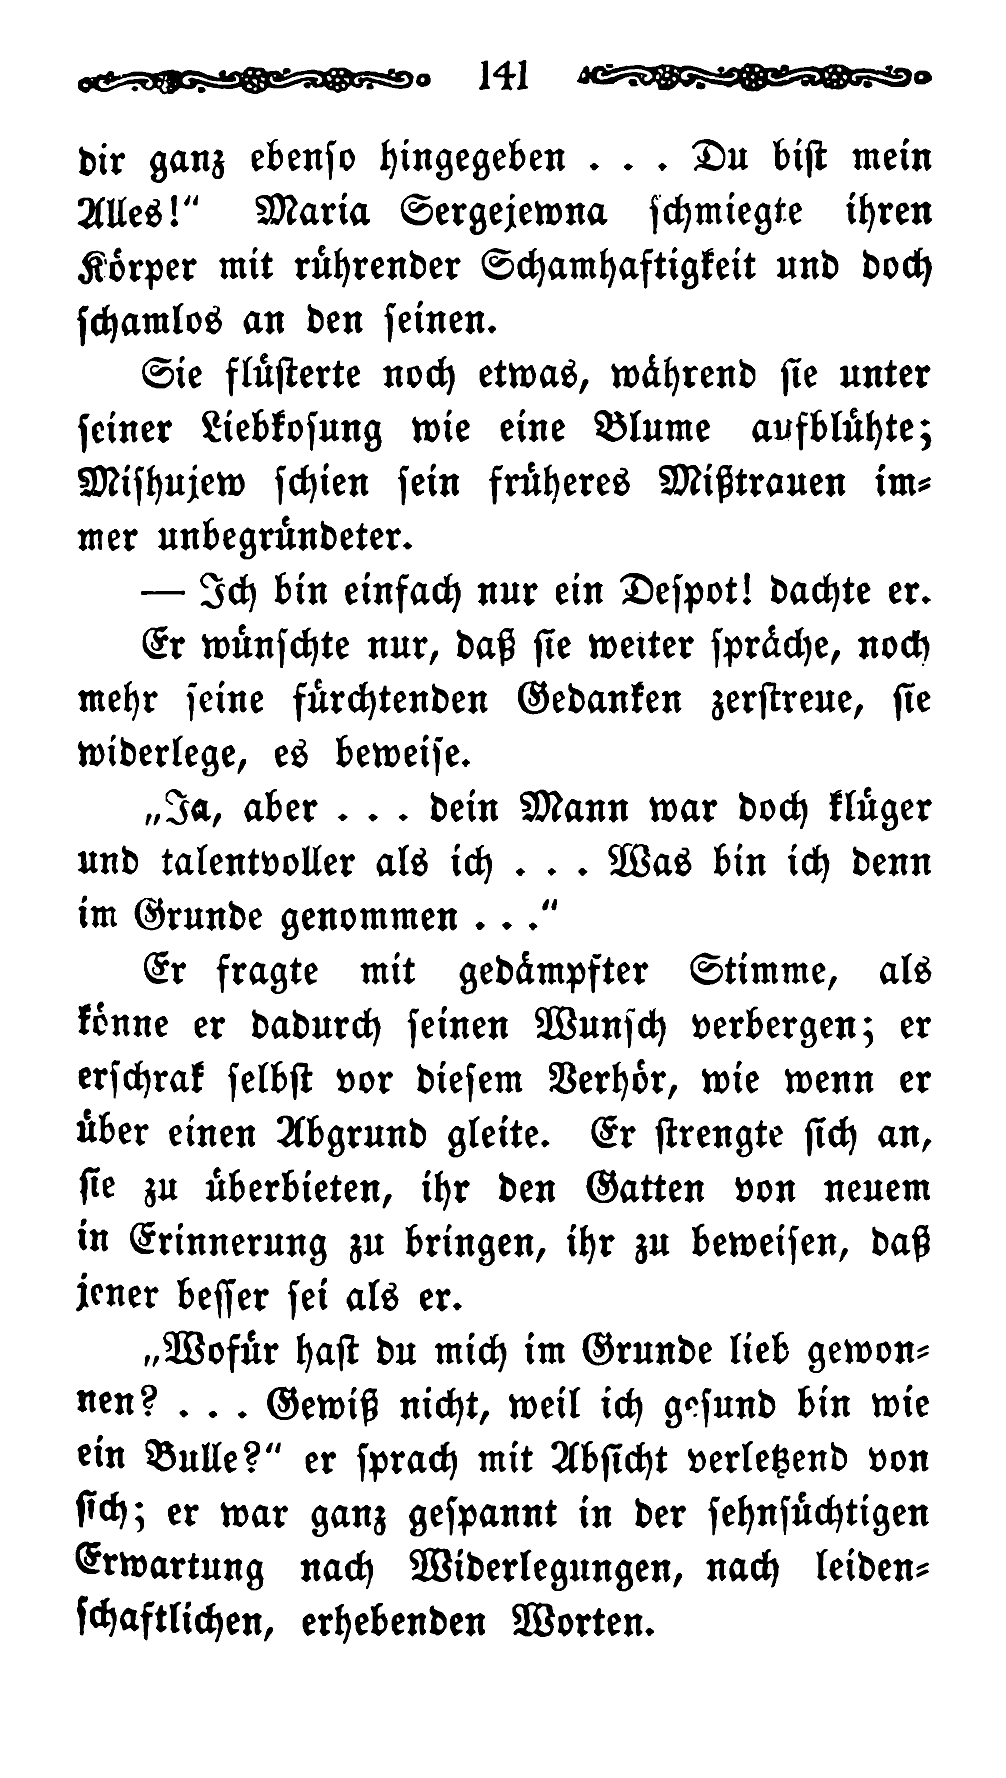 141
dir ganz ebenſo hingegeben . . . Du biſt mein
Alles!“ Maria Sergejewna ſchmiegte ihren
Körper mit rührender Schamhaftigkeit und doch
ſchamlos an den ſeinen.
Sie flüſterte noch etwas, während ſie unter
ſeiner Liebkoſung wie eine Blume aufblühte;
Miſhujew ſchien ſein früheres Mißtrauen im⸗
mer unbegründeter.
— Ich bin einfach nur ein Deſpot! dachte er.
Er wünſchte nur, daß ſie weiter ſpräche, noch
mehr ſeine fürchtenden Gedanken zerſtreue, ſie
widerlege, es beweiſe.
„Ja, aber . . . dein Mann war doch klüger
und talentvoller als ich . . . Was bin ich denn
im Grunde genommen . . .“
Er fragte mit gedämpfter Stimme, als
könne er dadurch ſeinen Wunſch verbergen; er
erſchrak ſelbſt vor dieſem Verhör, wie wenn er
über einen Abgrund gleite. Er ſtrengte ſich an,
ſie zu überbieten, ihr den Gatten von neuem
in Erinnerung zu bringen, ihr zu beweiſen, daß
jener beſſer ſei als er.
„Wofür haſt du mich im Grunde lieb gewon⸗
nen? . . . Gewiß nicht, weil ich geſund bin wie
ein Bulle?“ er ſprach mit Abſicht verletzend von
ſich; er war ganz geſpannt in der ſehnſüchtigen
Erwartung nach Widerlegungen, nach leiden⸗
ſchaftlichen, erhebenden Worten.